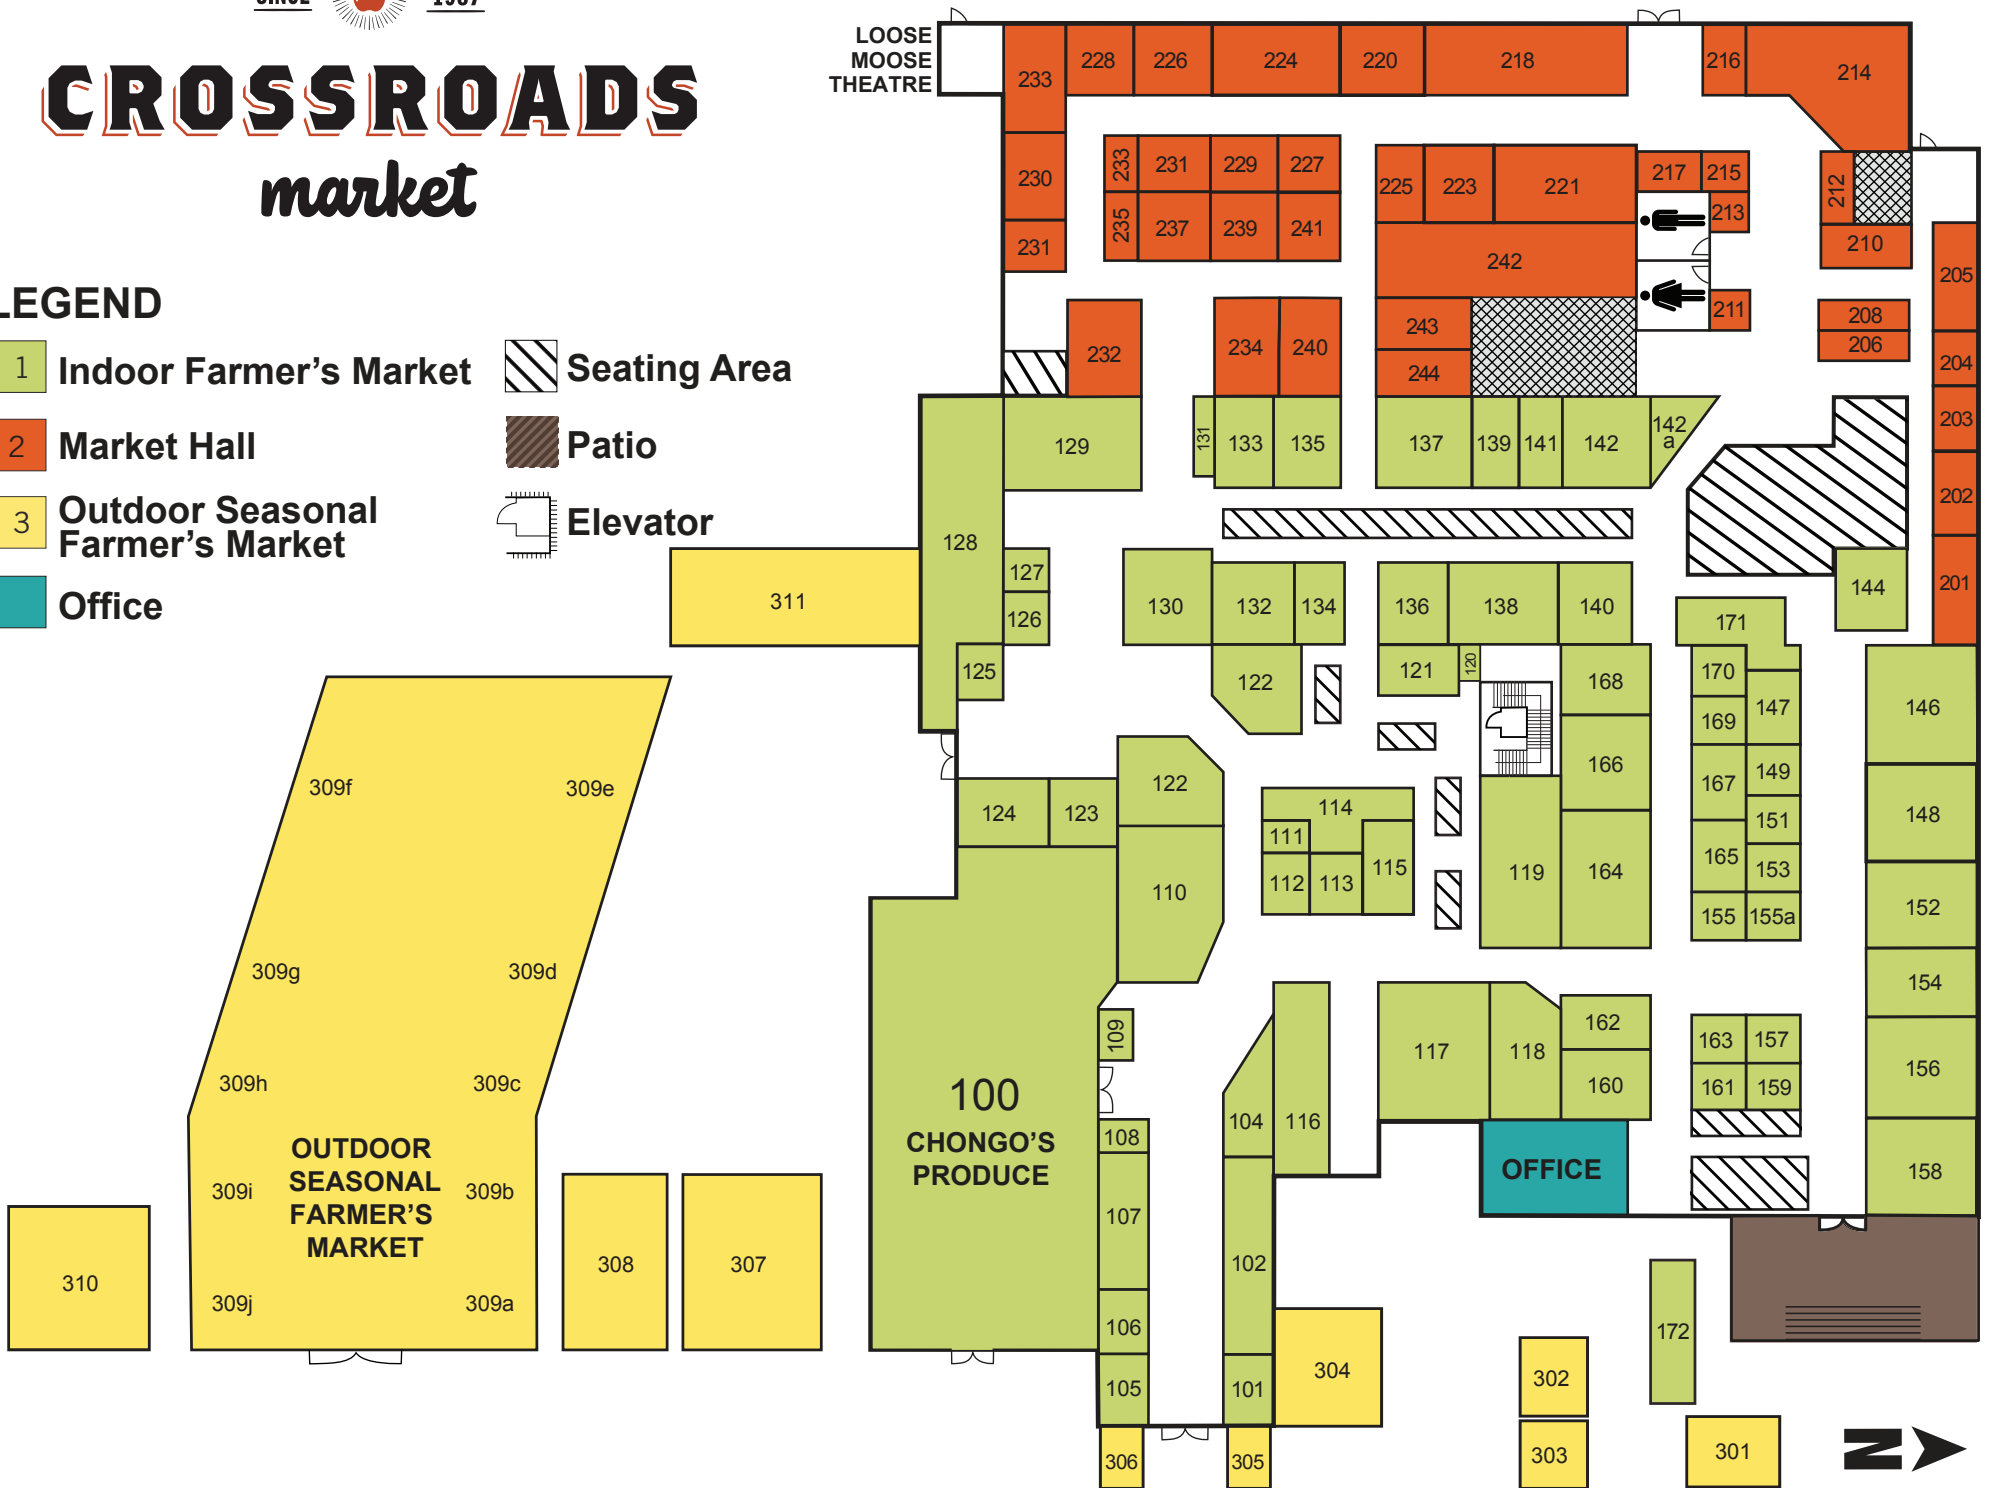 SINCE 1987
CROSSROADS
market
LEGEND
1 Indoor Farmer's Market
2 Market Hall
3 Outdoor Seasonal
Farmer's Market
Office
Seating Area
Patio
Elevator
LOOSE
MOOSE
THEATRE
233 228 226 224 220 218 216 214
230 233 231 229 227 225 223 221 217 215 212
231 235 237 239 241 242 213 210 205
232 234 240 243 211 208
244 206 204
129 131 133 135 137 139 141 142 142
a
203
202
128 127 126 125
130 132 134 136 138 140 144 201
311
122 121 120 168 171 170 147 146
169
124 123 122 114 166 167 149 148
111 151
110 112 113 115 119 164 165 153 152
155 155a
154
309f 309e
309g 309d
309h 309c
309i 309b
309j 309a
OUTDOOR
SEASONAL
FARMER'S
MARKET
310 308 307
100
CHONGO'S
PRODUCE
109
108
107
106
105
104 116
102
101
117 118 162 163 157 156
160 161 159
OFFICE
158
172
304 302
303
301
306 305
N